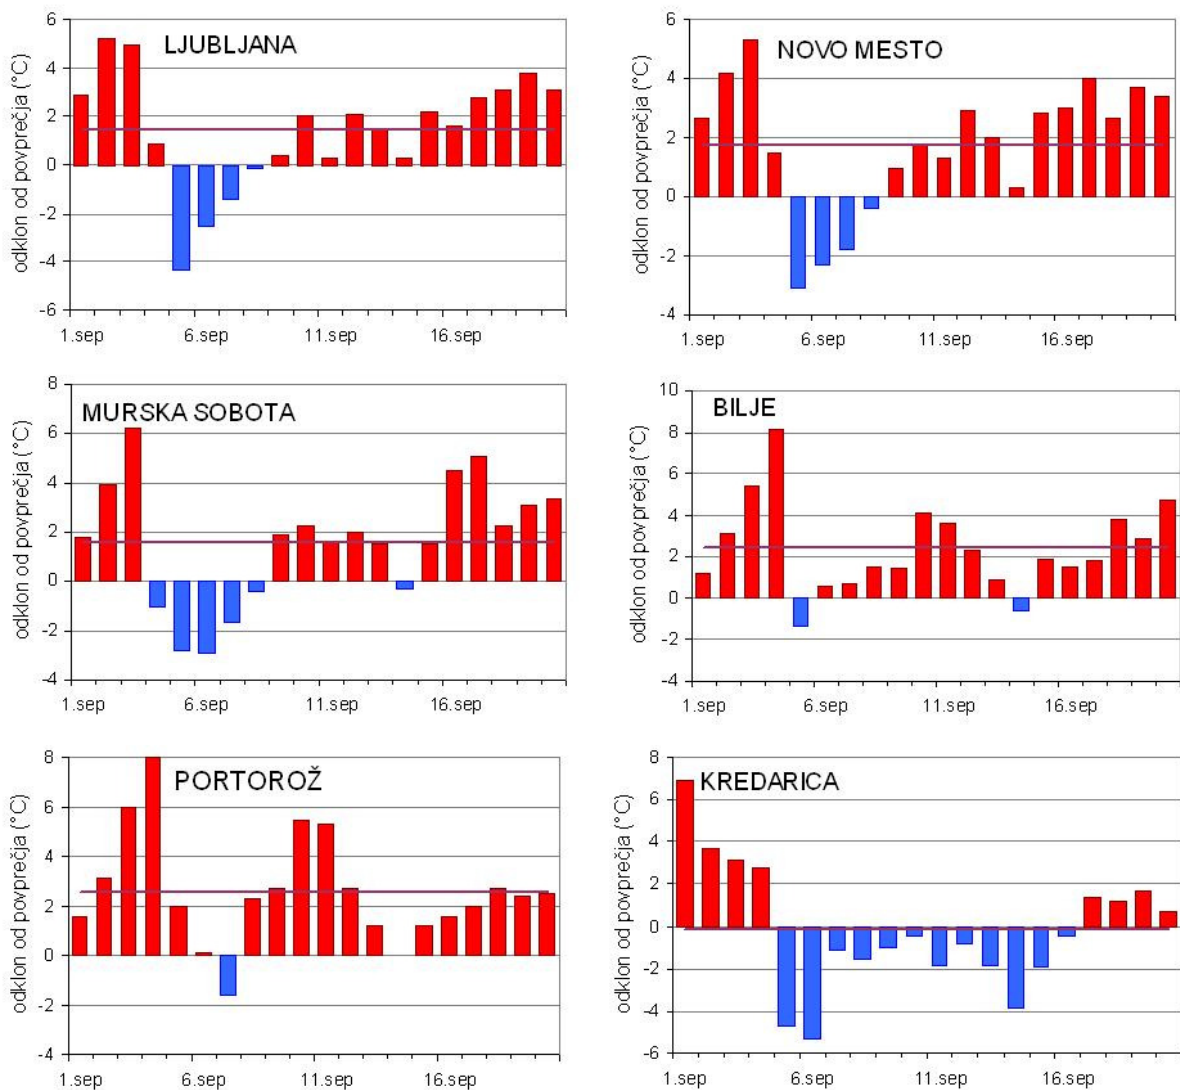 LJUBLJANA
odklon od povprečja (°C)
6
4
2
0
-2
-4
-6
1.sep
6.sep
11.sep
16.sep
NOVO MESTO
odklon od povprečja (°C)
6
4
2
0
-2
-4
1.sep
6.sep
11.sep
16.sep
MURSKA SOBOTA
odklon od povprečja (°C)
8
6
4
2
0
-2
-4
1.sep
6.sep
11.sep
16.sep
BILJE
odklon od povprečja (°C)
10
8
6
4
2
0
-2
-4
1.sep
6.sep
11.sep
16.sep
PORTOROŽ
odklon od povprečja (°C)
8
6
4
2
0
-2
-4
1.sep
6.sep
11.sep
16.sep
KREDARICA
odklon od povprečja (°C)
8
6
4
2
0
-2
-4
-6
1.sep
6.sep
11.sep
16.sep